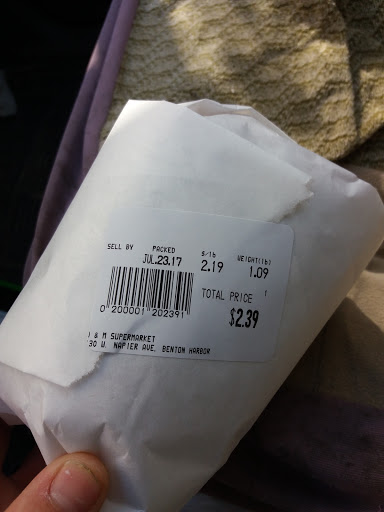 SELL BY PACKED $/lb WEIGHT(lb)
JUL.23.17 2.19 1.09
TOTAL PRICE
$2.39
0 200001 202391
& M SUPERMARKET
30 W. NAPIER AVE. BENTON HARBOR